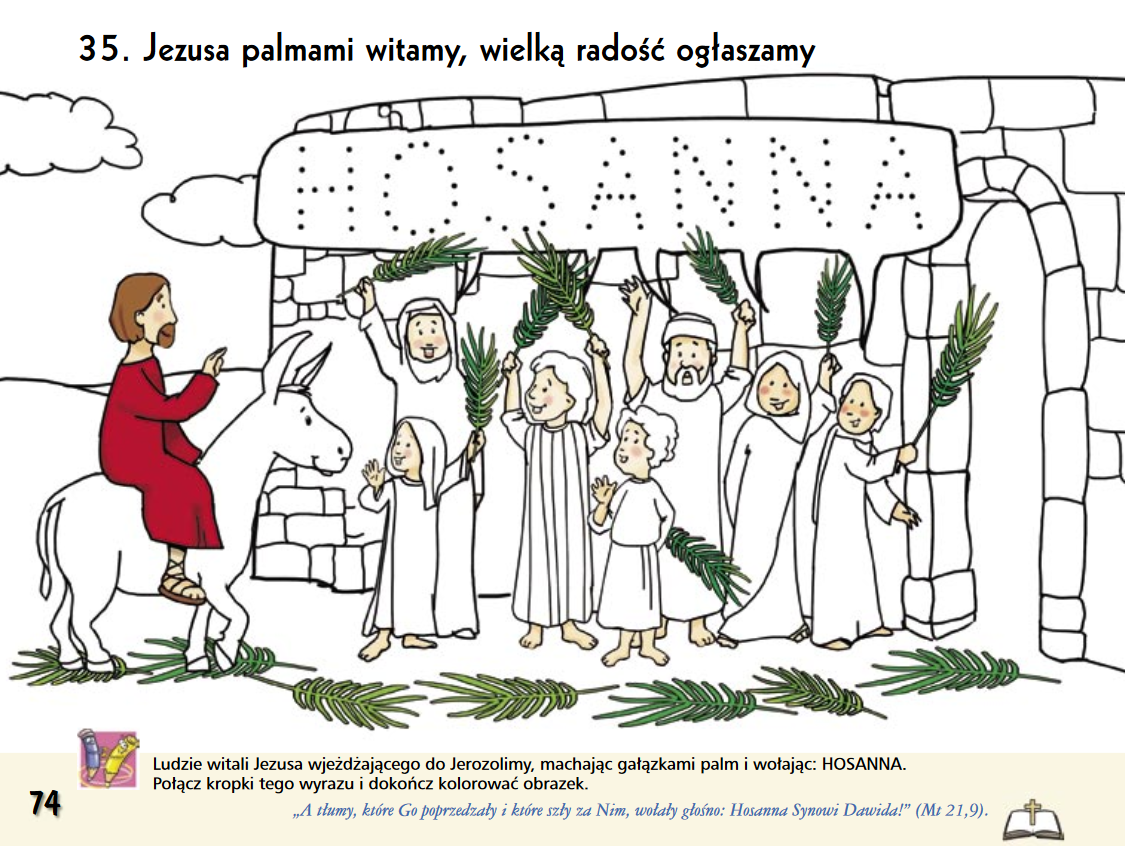 35. Jezusa palmami witamy, wielką radość ogłaszamy
HOSANNA
Ludzie witali Jezusa wjeżdżającego do Jerozolimy, machając gałązkami palm i wołając: HOSANNA.
Połącz kropki tego wyrazu i dokończ kolorować obrazek.
74
„A tłumy, które Go poprzedzały i które szły za Nim, wołały głośno: Hosanna Synowi Dawida!” (Mt 21,9).